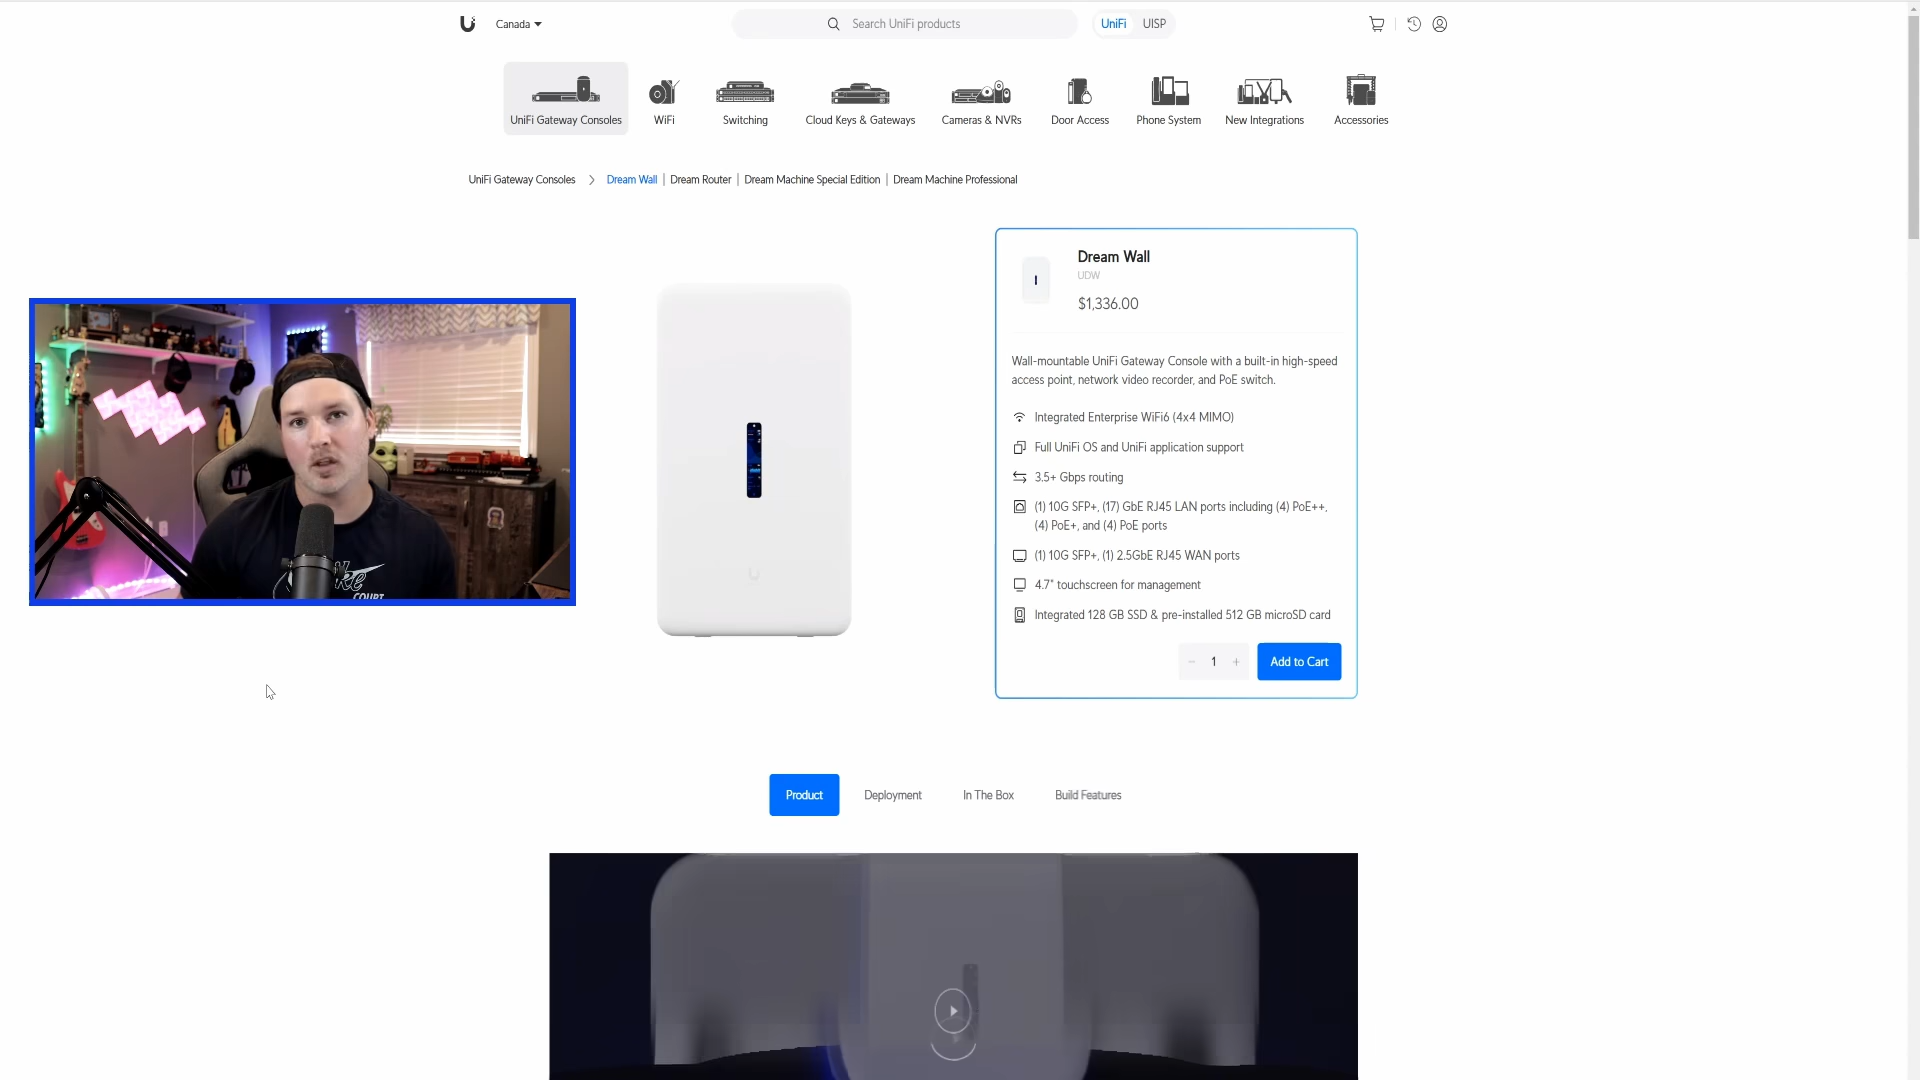 Canada
Search UniFi products
UniFi
UISP
UniFi Gateway Consoles
WiFi
Switching
Cloud Keys & Gateways
Cameras & NVRs
Door Access
Phone System
New Integrations
Accessories
UniFi Gateway Consoles
Dream Wall | Dream Router | Dream Machine Special Edition | Dream Machine Professional
Dream Wall
UDW
$1,336.00
Wall-mountable UniFi Gateway Console with a built-in high-speed
access point, network video recorder, and PoE switch.
Integrated Enterprise WiFi6 (4x4 MIMO)
Full UniFi OS and UniFi application support
3.5+ Gbps routing
(1) 10G SFP+, (17) GbE RJ45 LAN ports including (4) PoE++,
(4) PoE+, and (4) PoE ports
(1) 10G SFP+, (1) 2.5GbE RJ45 WAN ports
4.7" touchscreen for management
Integrated 128 GB SSD & pre-installed 512 GB microSD card
− 1 +
Add to Cart
COURT
Product
Deployment
In The Box
Build Features